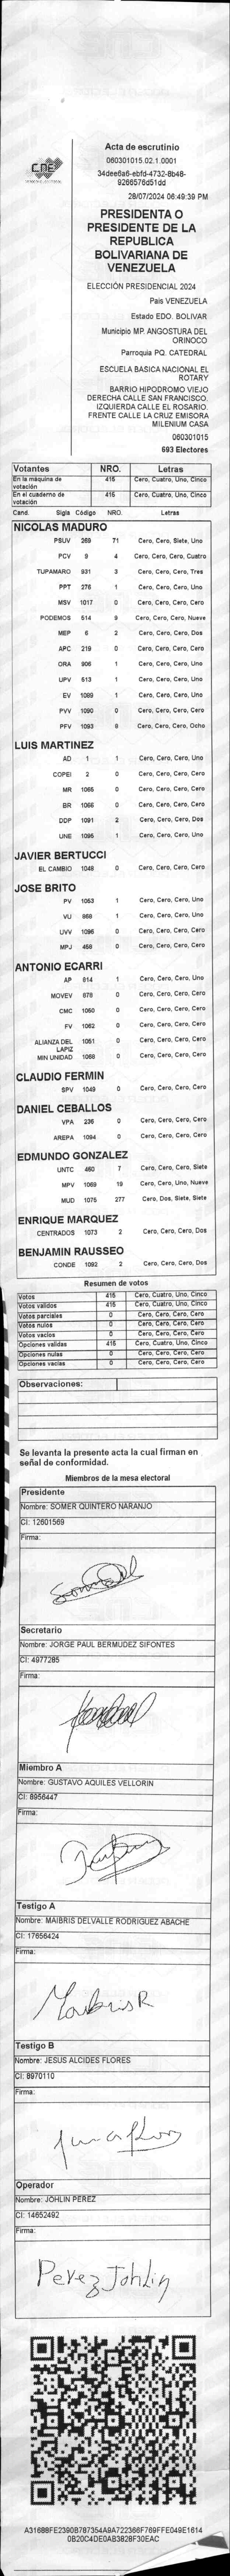 CNE
Acta de escrutinio
060301015.02.1.0001
34dee6a6-ebfd-4732-8b48-
9266576d51dd
28/07/2024 06:49:39 PM
PRESIDENTA O
PRESIDENTE DE LA
REPUBLICA
BOLIVARIANA DE
VENEZUELA
ELECCIÓN PRESIDENCIAL 2024
Pais VENEZUELA
Estado EDO. BOLIVAR
Municipio MP. ANGOSTURA DEL
ORINOCO
Parroquia PQ. CATEDRAL
ESCUELA BASICA NACIONAL EL
ROTARY
BARRIO HIPODROMO VIEJO
DERECHA CALLE SAN FRANCISCO.
IZQUIERDA CALLE EL ROSARIO.
FRENTE CALLE LA CRUZ EMISORA
MILENIUM CASA
060301015
693 Electores
Votantes NRO. Letras
En la máquina de votación 415 Cero, Cuatro, Uno, Cinco
En el cuaderno de votación 415 Cero, Cuatro, Uno, Cinco
Cand. Sigla Código NRO. Letras
NICOLAS MADURO
PSUV 269 71 Cero, Cero, Siete, Uno
PCV 9 4 Cero, Cero, Cero, Cuatro
TUPAMARO 931 3 Cero, Cero, Cero, Tres
PPT 276 1 Cero, Cero, Cero, Uno
MSV 1017 0 Cero, Cero, Cero, Cero
PODEMOS 514 9 Cero, Cero, Cero, Nueve
MEP 6 2 Cero, Cero, Cero, Dos
APC 219 0 Cero, Cero, Cero, Cero
ORA 906 1 Cero, Cero, Cero, Uno
UPV 513 1 Cero, Cero, Cero, Uno
EV 1089 1 Cero, Cero, Cero, Uno
PVV 1090 0 Cero, Cero, Cero, Cero
PFV 1093 8 Cero, Cero, Cero, Ocho
LUIS MARTINEZ
AD 1 1 Cero, Cero, Cero, Uno
COPEI 2 0 Cero, Cero, Cero, Cero
MR 1065 0 Cero, Cero, Cero, Cero
BR 1066 0 Cero, Cero, Cero, Cero
DDP 1091 2 Cero, Cero, Cero, Dos
UNE 1095 1 Cero, Cero, Cero, Uno
JAVIER BERTUCCI
EL CAMBIO 1048 0 Cero, Cero, Cero, Cero
JOSE BRITO
PV 1053 1 Cero, Cero, Cero, Uno
VU 869 1 Cero, Cero, Cero, Uno
UVV 1096 0 Cero, Cero, Cero, Cero
MPJ 458 0 Cero, Cero, Cero, Cero
ANTONIO ECARRI
AP 814 1 Cero, Cero, Cero, Uno
MOVEV 878 0 Cero, Cero, Cero, Cero
CMC 1050 0 Cero, Cero, Cero, Cero
FV 1062 0 Cero, Cero, Cero, Cero
ALIANZA DEL LAPIZ 1051 0 Cero, Cero, Cero, Cero
MIN UNIDAD 1068 0 Cero, Cero, Cero, Cero
CLAUDIO FERMIN
SPV 1049 0 Cero, Cero, Cero, Cero
DANIEL CEBALLOS
VPA 236 0 Cero, Cero, Cero, Cero
AREPA 1094 0 Cero, Cero, Cero, Cero
EDMUNDO GONZALEZ
UNTC 460 7 Cero, Cero, Cero, Siete
MPV 1069 19 Cero, Cero, Uno, Nueve
MUD 1075 277 Cero, Dos, Siete, Siete
ENRIQUE MARQUEZ
CENTRADOS 1073 2 Cero, Cero, Cero, Dos
BENJAMIN RAUSSEO
CONDE 1092 2 Cero, Cero, Cero, Dos
Resumen de votos
Votos 415 Cero, Cuatro, Uno, Cinco
Votos validos 415 Cero, Cuatro, Uno, Cinco
Votos parciales 0 Cero, Cero, Cero, Cero
Votos nulos 0 Cero, Cero, Cero, Cero
Votos vacios 0 Cero, Cero, Cero, Cero
Opciones validas 415 Cero, Cuatro, Uno, Cinco
Opciones nulas 0 Cero, Cero, Cero, Cero
Opciones vacias 0 Cero, Cero, Cero, Cero
Observaciones:
Se levanta la presente acta la cual firman en
señal de conformidad.
Miembros de la mesa electoral
Presidente
Nombre: SOMER QUINTERO NARANJO
CI: 12601569
Firma:
Secretario
Nombre: JORGE PAUL BERMUDEZ SIFONTES
CI: 4977285
Firma:
Miembro A
Nombre: GUSTAVO AQUILES VELLORIN
CI: 8956447
Firma:
Testigo A
Nombre: MAIBRIS DELVALLE RODRIGUEZ ABACHE
CI: 17656424
Firma:
Maibris R
Testigo B
Nombre: JESUS ALCIDES FLORES
CI: 8970110
Firma:
Operador
Nombre: JOHLIN PEREZ
CI: 14652492
Firma:
Perez Johlin
A316BBFE2390B787354A9A722366F769FFE049E1614
0B20C4DE0AB3828F30EAC